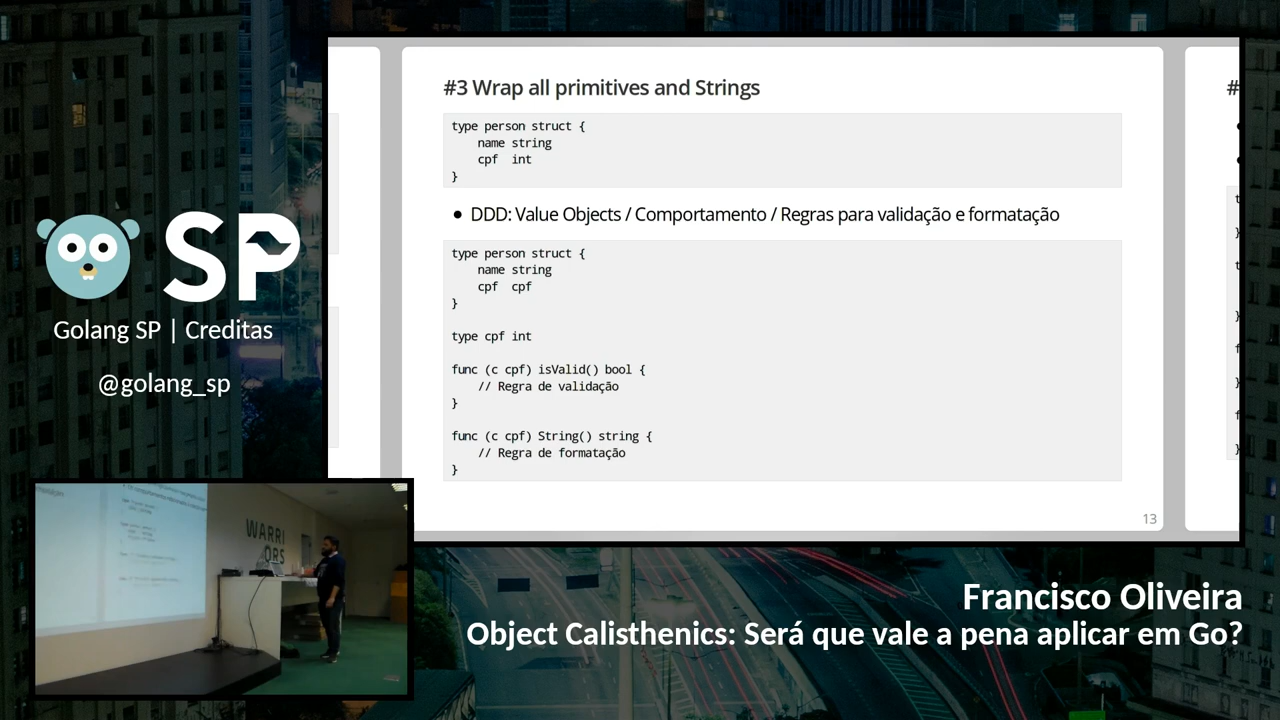 #3 Wrap all primitives and Strings
type person struct {
    name string
    cpf  int
}
● DDD: Value Objects / Comportamento / Regras para validação e formatação
type person struct {
    name string
    cpf  cpf
}
type cpf int
func (c cpf) isValid() bool {
    // Regra de validação
}
func (c cpf) String() string {
    // Regra de formatação
}
13
#
SP
Golang SP | Creditas
@golang_sp
WARRI
ORS
Francisco Oliveira
Object Calisthenics: Será que vale a pena aplicar em Go?